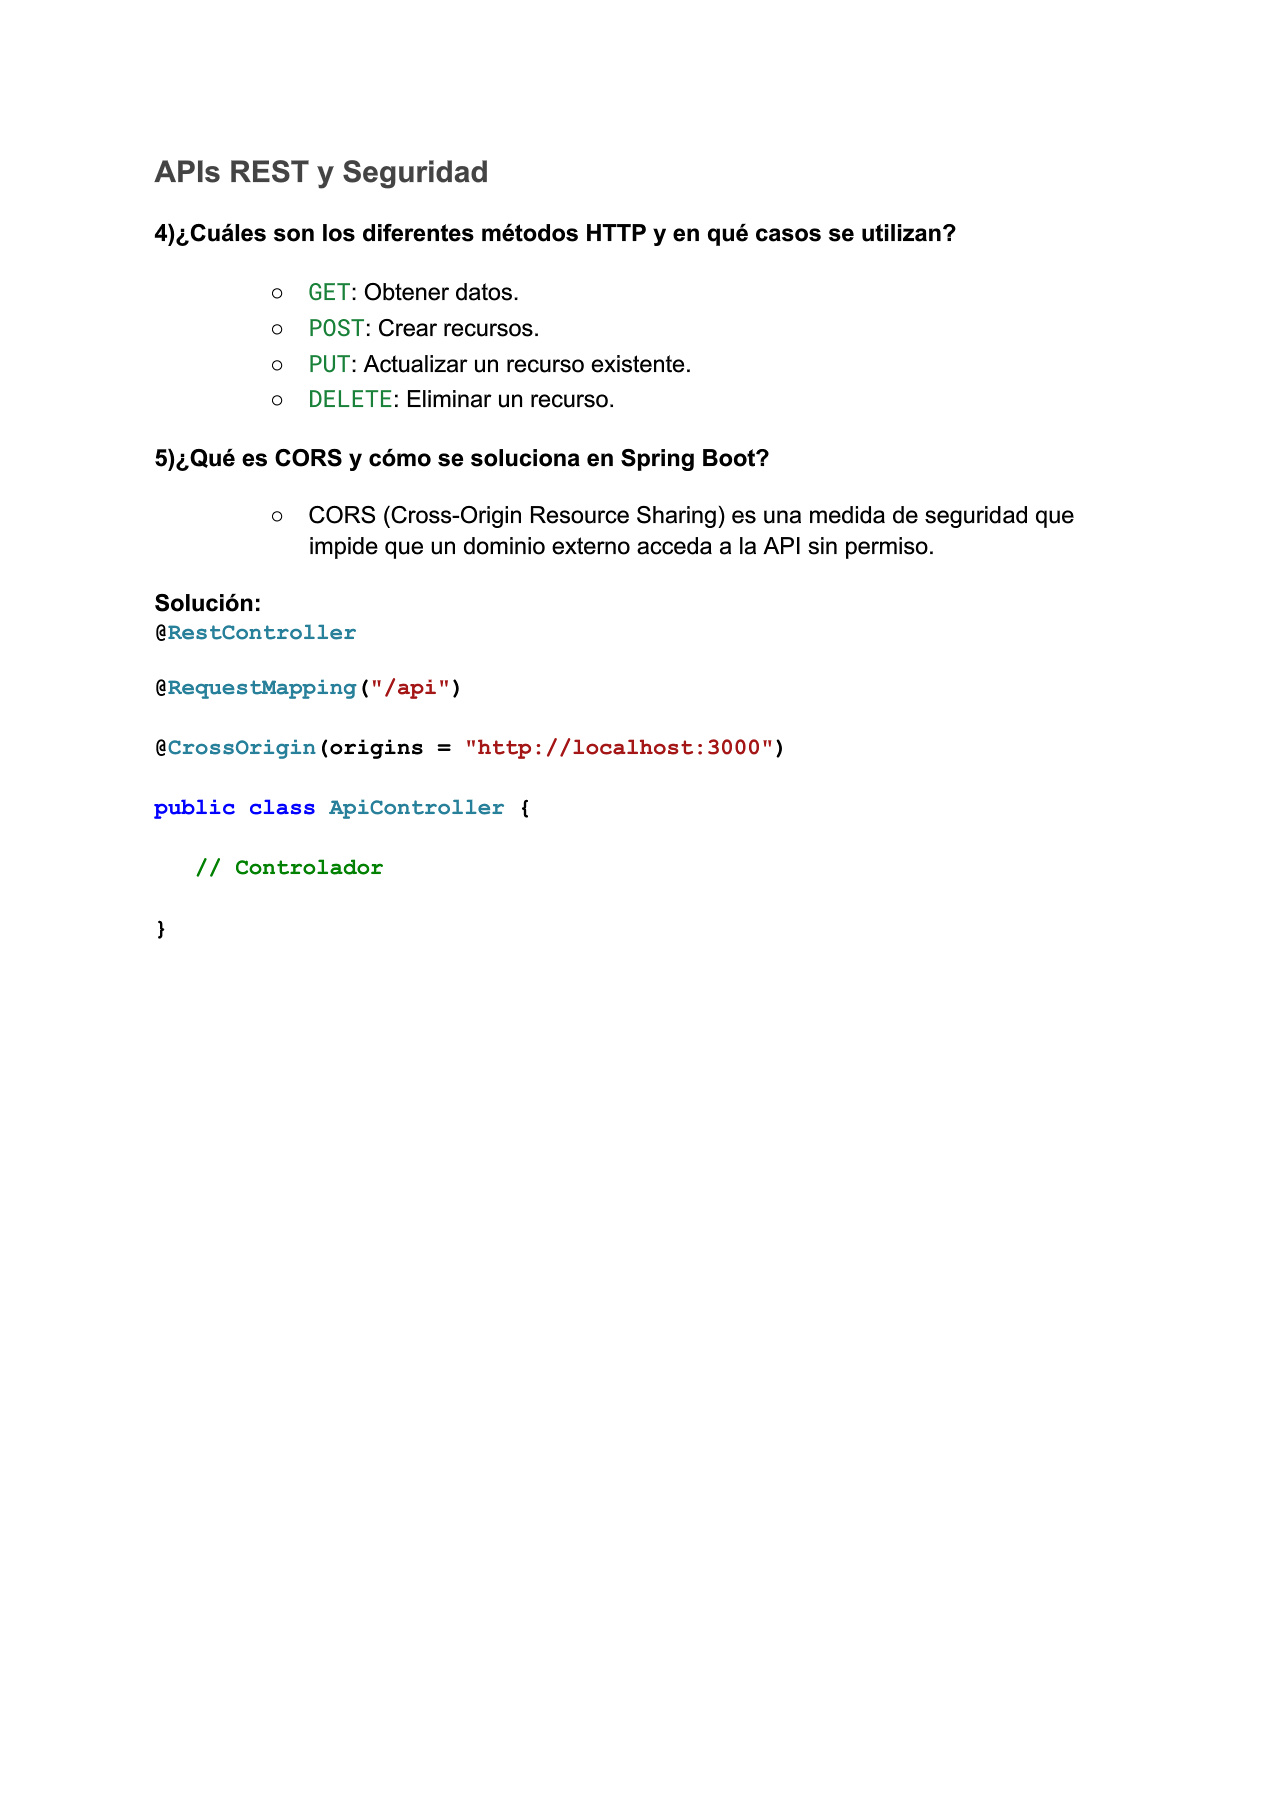 APIs REST y Seguridad
4)¿Cuáles son los diferentes métodos HTTP y en qué casos se utilizan?
○ GET: Obtener datos.
○ POST: Crear recursos.
○ PUT: Actualizar un recurso existente.
○ DELETE: Eliminar un recurso.
5)¿Qué es CORS y cómo se soluciona en Spring Boot?
○ CORS (Cross-Origin Resource Sharing) es una medida de seguridad que
impide que un dominio externo acceda a la API sin permiso.
Solución:
@RestController
@RequestMapping("/api")
@CrossOrigin(origins = "http://localhost:3000")
public class ApiController {
// Controlador
}